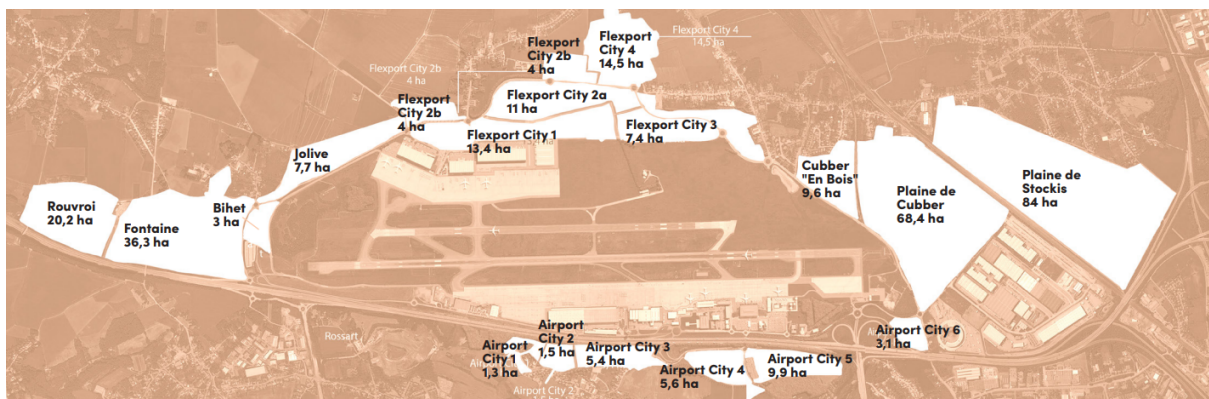 Flexport City 4
14,5 ha
Flexport
City 4
14,5 ha
Flexport
City 2b
4 ha
Flexport City 2b
4 ha
Flexport City 2a
11 ha
Flexport
City 2b
4 ha
Flexport City 1
13,4 ha
Flexport City 3
7,4 ha
Jolive
7,7 ha
Cubber
"En Bois"
9,6 ha
Plaine de
Cubber
68,4 ha
Plaine de
Stockis
84 ha
Rouvroi
20,2 ha
Fontaine
36,3 ha
Bihet
3 ha
Rossart
Airport
City 1
1,3 ha
Airport
City 2
1,5 ha
Airport City 2
Airport City 3
5,4 ha
Airport City 4
5,6 ha
Airport City 5
9,9 ha
Airport City 6
3,1 ha